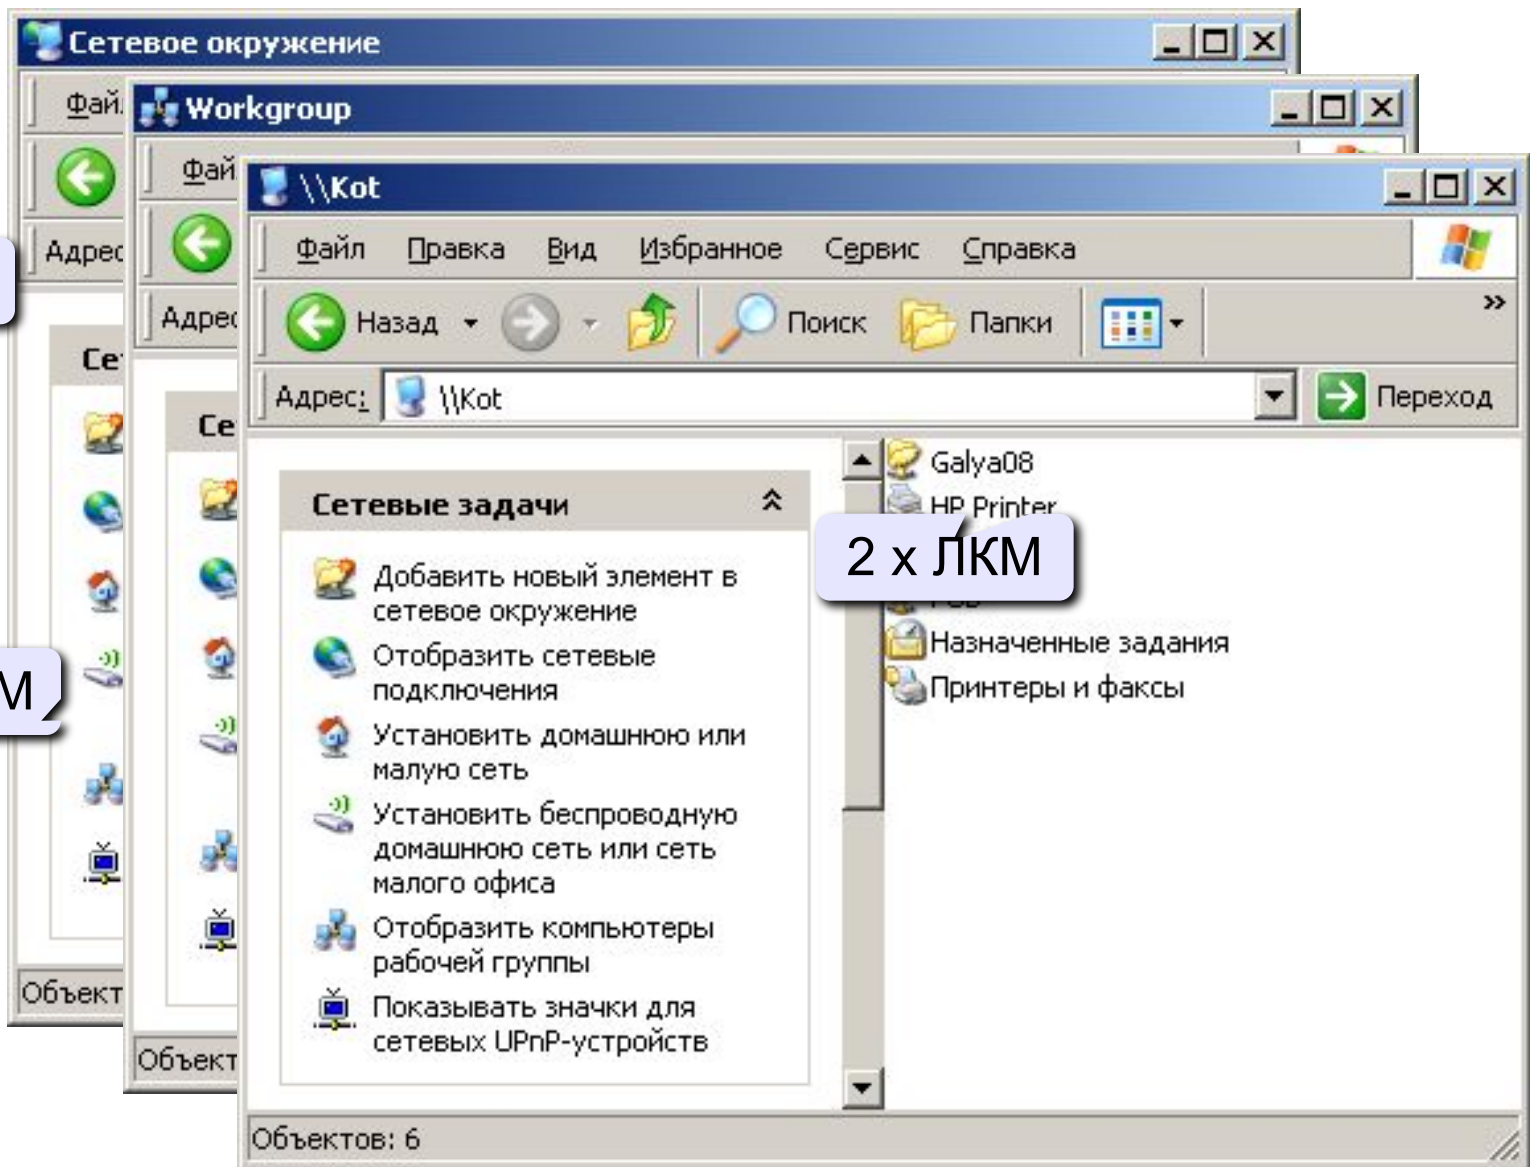 Сетевое окружение
Workgroup
\\Kot
Файл Правка Вид Избранное Сервис Справка
Назад Поиск Папки »
Адрес: \\Kot Переход
Сетевые задачи
Добавить новый элемент в
сетевое окружение
Отобразить сетевые
подключения
Установить домашнюю или
малую сеть
Установить беспроводную
домашнюю сеть или сеть
малого офиса
Отобразить компьютеры
рабочей группы
Показывать значки для
сетевых UPnP-устройств
Galya08
HP Printer
2 x ЛКМ
Назначенные задания
Принтеры и факсы
Объектов: 6